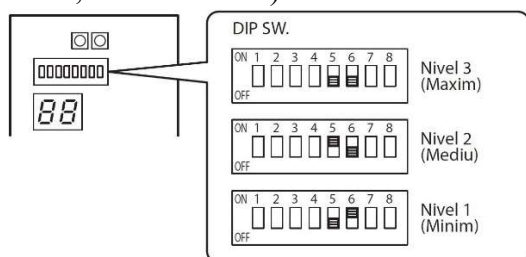 DIP SW.
ON 1 2 3 4 5 6 7 8
OFF
Nivel 3
(Maxim)
88
ON 1 2 3 4 5 6 7 8
OFF
Nivel 2
(Mediu)
ON 1 2 3 4 5 6 7 8
OFF
Nivel 1
(Minim)